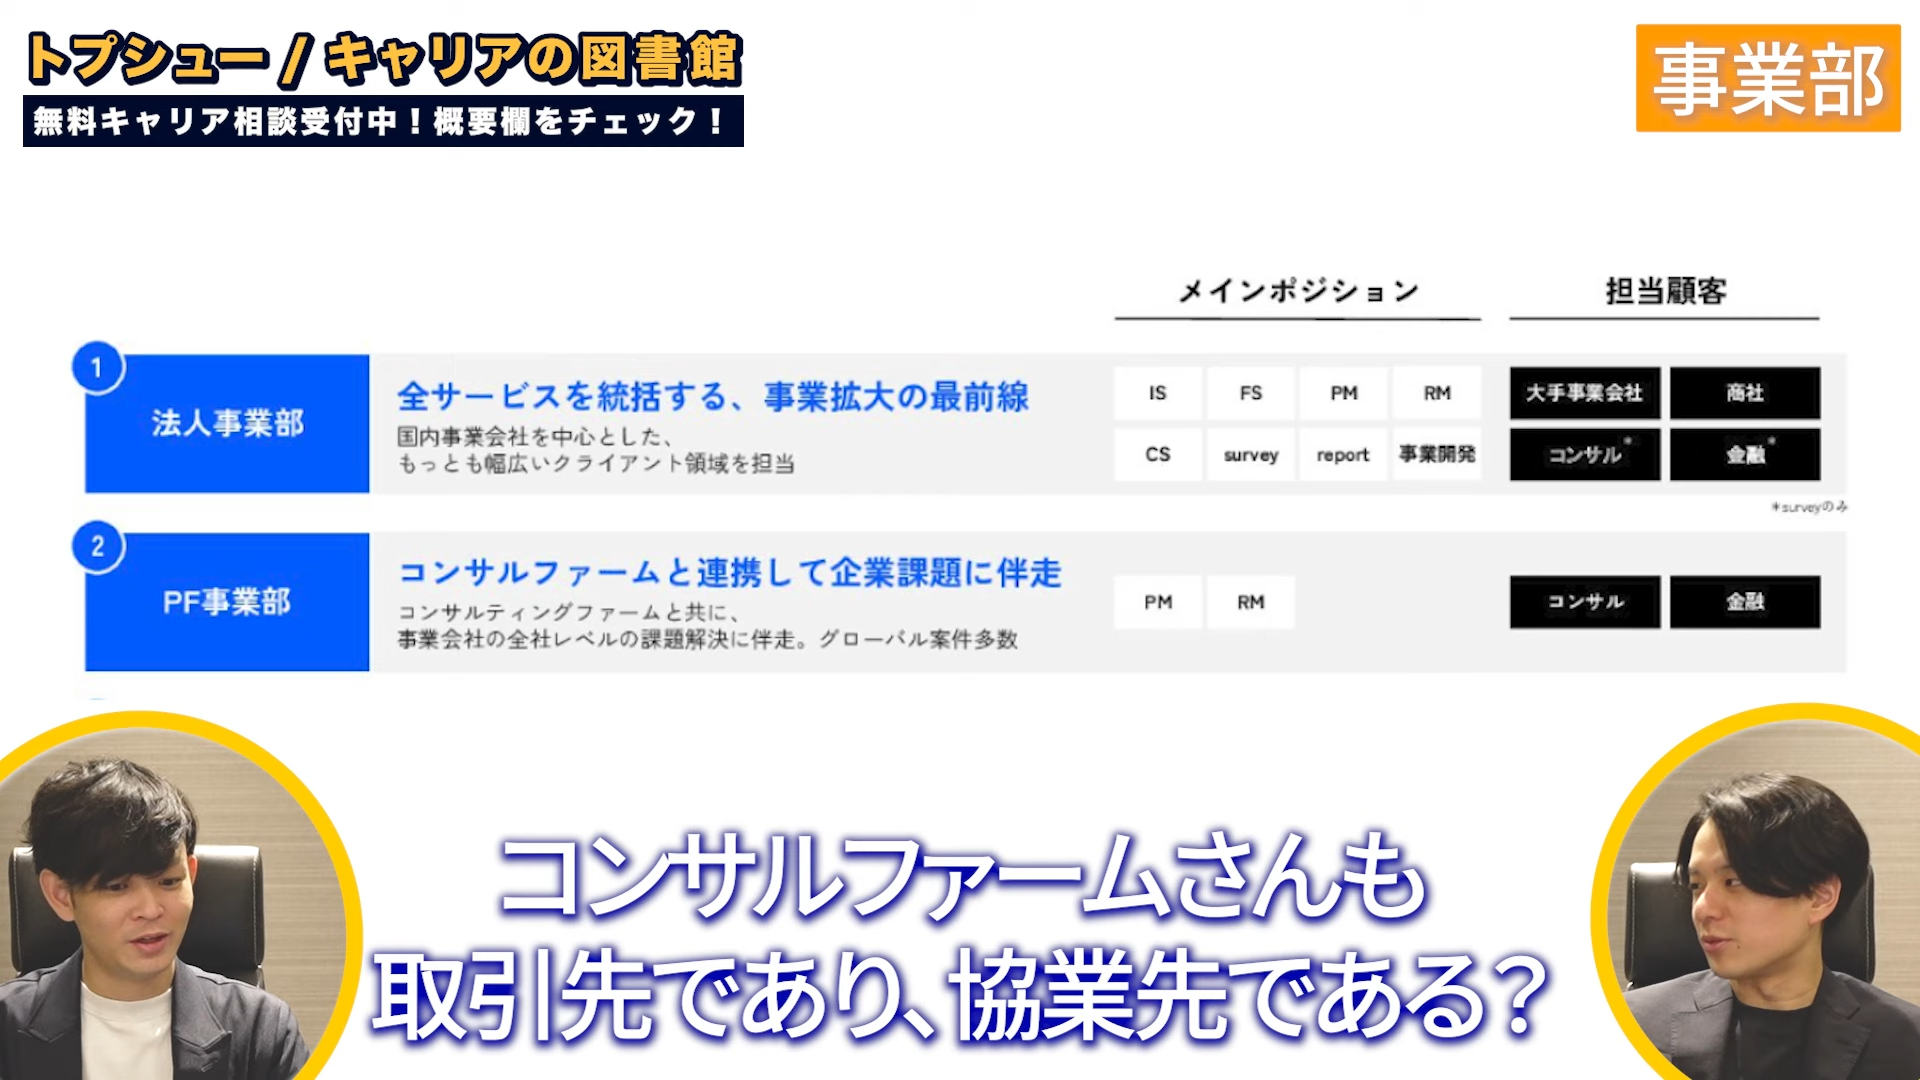 トプシュー / キャリアの図書館
無料キャリア相談受付中！概要欄をチェック！
事業部
メインポジション
担当顧客
1
法人事業部
全サービスを統括する、事業拡大の最前線
国内事業会社を中心とした、
もっとも幅広いクライアント領域を担当
IS FS PM RM
CS survey report 事業開発
大手事業会社 商社
コンサル* 金融*
*surveyのみ
2
PF事業部
コンサルファームと連携して企業課題に伴走
コンサルティングファームと共に、
事業会社の全社レベルの課題解決に伴走。グローバル案件多数
PM RM
コンサル 金融
コンサルファームさんも
取引先であり、協業先である？